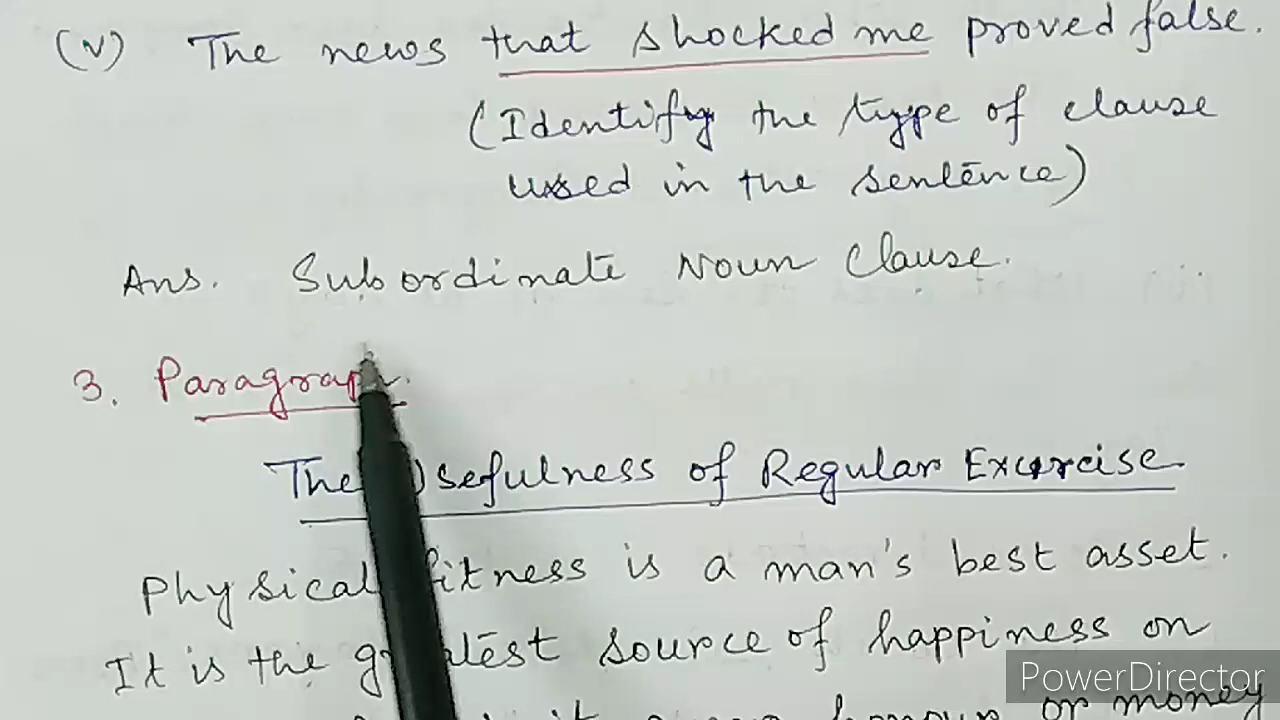 (V) The news that shocked me proved false.
(Identify the type of clause
used in the sentence)
Ans. Subordinate Noun Clause.
3. Paragraph.
The Usefulness of Regular Exercise.
Physical fitness is a man's best asset.
It is the greatest source of happiness on
it honour or money
PowerDirector